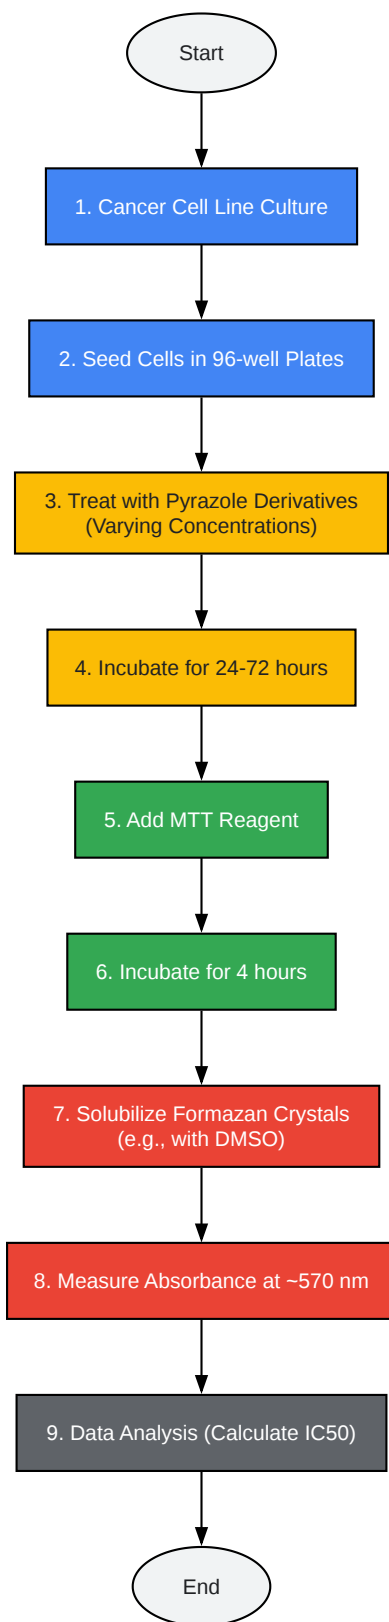 Start
1. Cancer Cell Line Culture
2. Seed Cells in 96-well Plates
3. Treat with Pyrazole Derivatives
(Varying Concentrations)
4. Incubate for 24-72 hours
5. Add MTT Reagent
6. Incubate for 4 hours
7. Solubilize Formazan Crystals
(e.g., with DMSO)
8. Measure Absorbance at ~570 nm
9. Data Analysis (Calculate IC50)
End